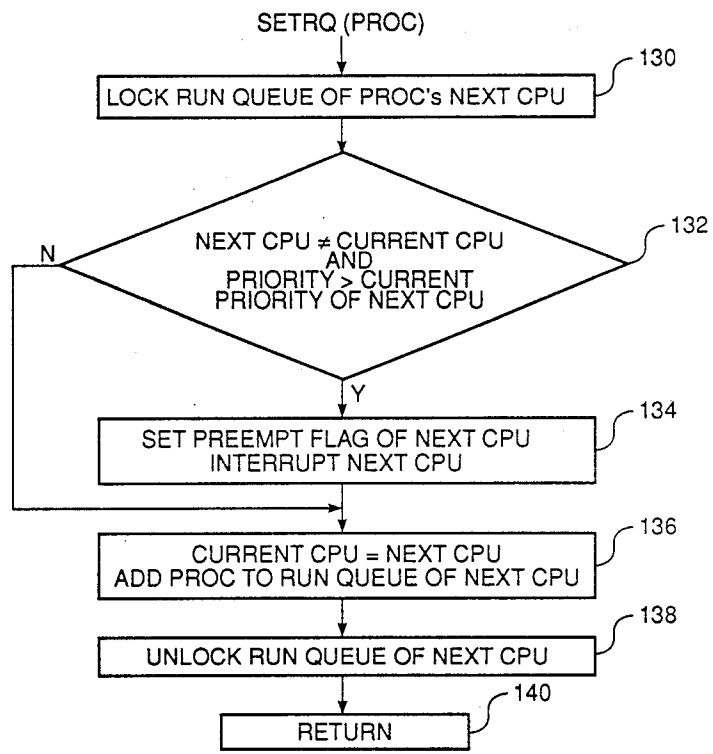 SETRQ (PROC)
130
LOCK RUN QUEUE OF PROC's NEXT CPU
132
N
NEXT CPU ≠ CURRENT CPU
AND
PRIORITY > CURRENT
PRIORITY OF NEXT CPU
Y
134
SET PREEMPT FLAG OF NEXT CPU
INTERRUPT NEXT CPU
136
CURRENT CPU = NEXT CPU
ADD PROC TO RUN QUEUE OF NEXT CPU
138
UNLOCK RUN QUEUE OF NEXT CPU
140
RETURN